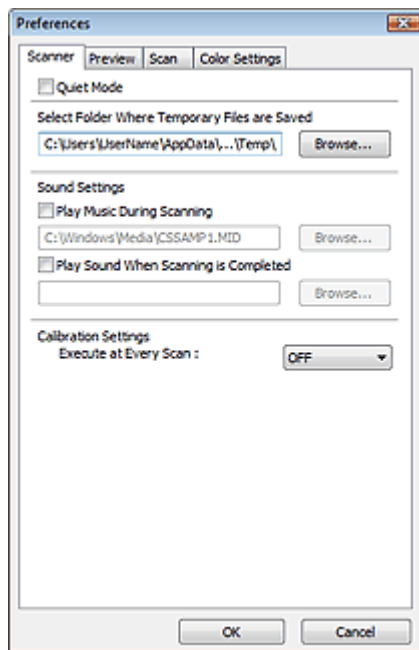 Preferences
Scanner Preview Scan Color Settings
Quiet Mode
Select Folder Where Temporary Files are Saved
C:\Users\UserName\AppData\...\Temp\ Browse...
Sound Settings
Play Music During Scanning
C:\Windows\Media\CSSAMP1.MID Browse...
Play Sound When Scanning is Completed
Browse...
Calibration Settings
Execute at Every Scan : OFF
OK Cancel